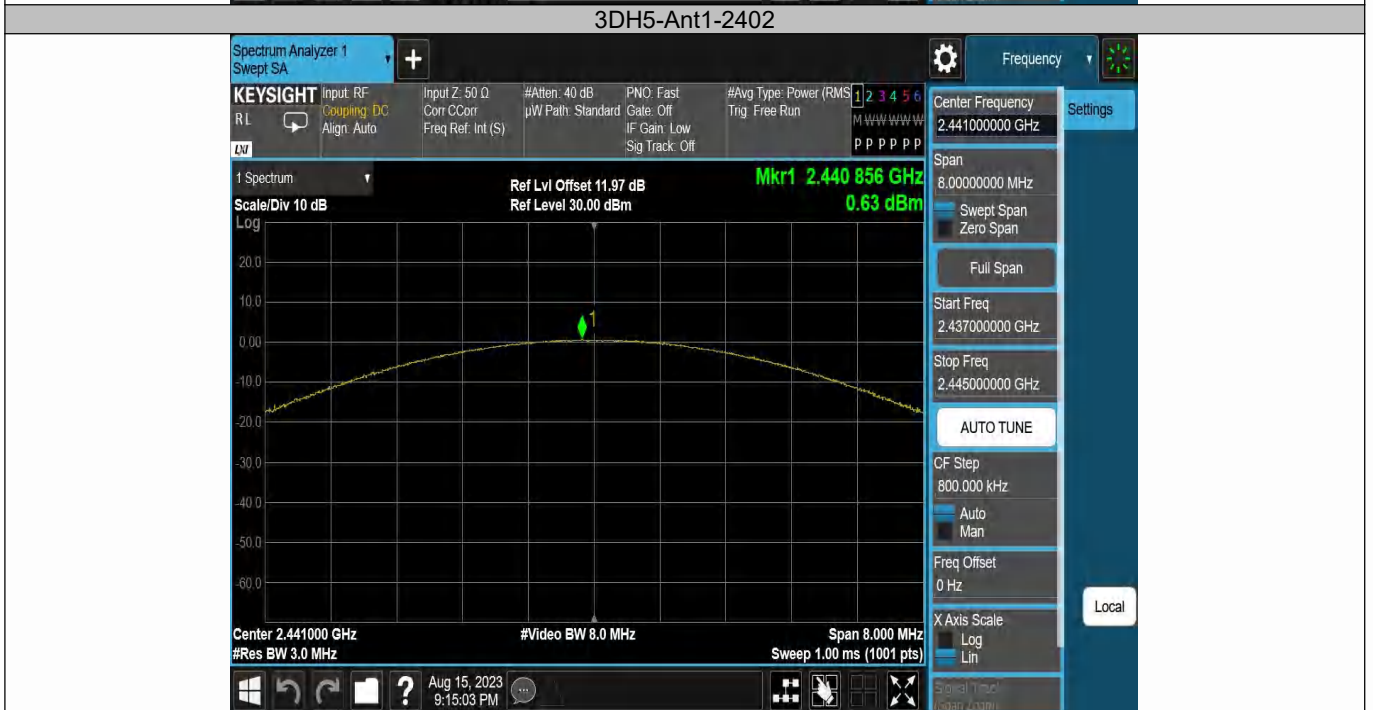 3DH5-Ant1-2402
Spectrum Analyzer 1
Swept SA
+
Frequency
KEYSIGHT
RL
LXI
Input: RF
Coupling: DC
Align: Auto
Input Z: 50 Ω
Corr CCorr
Freq Ref: Int (S)
#Atten: 40 dB
µW Path: Standard
PNO: Fast
Gate: Off
IF Gain: Low
Sig Track: Off
#Avg Type: Power (RMS
Trig: Free Run
1 2 3 4 5 6
M W W W W W
P P P P P P
Center Frequency
2.441000000 GHz
Settings
1 Spectrum
Scale/Div 10 dB
Log
Ref Lvl Offset 11.97 dB
Ref Level 30.00 dBm
Mkr1 2.440 856 GHz
0.63 dBm
Span
8.00000000 MHz
Swept Span
Zero Span
Full Span
Start Freq
2.437000000 GHz
Stop Freq
2.445000000 GHz
AUTO TUNE
CF Step
800.000 kHz
Auto
Man
Freq Offset
0 Hz
X Axis Scale
Log
Lin
Local
20.0
10.0
0.00
-10.0
-20.0
-30.0
-40.0
-50.0
-60.0
1
Center 2.441000 GHz
#Video BW 8.0 MHz
Span 8.000 MHz
#Res BW 3.0 MHz
Sweep 1.00 ms (1001 pts)
?
Aug 15, 2023
9:15:03 PM
Signal Track
(Span Zoom)